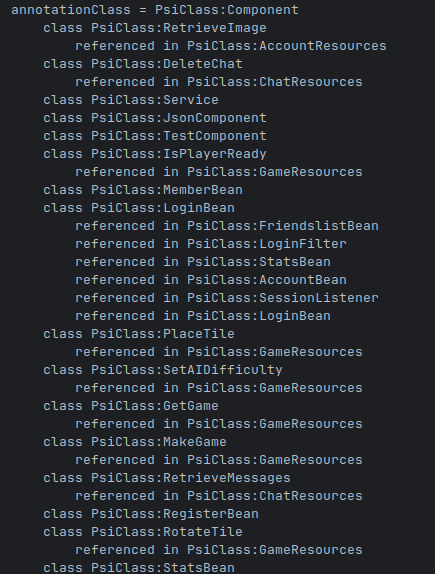 annotationClass = PsiClass:Component
class PsiClass:RetrieveImage
referenced in PsiClass:AccountResources
class PsiClass:DeleteChat
referenced in PsiClass:ChatResources
class PsiClass:Service
class PsiClass:JsonComponent
class PsiClass:TestComponent
class PsiClass:IsPlayerReady
referenced in PsiClass:GameResources
class PsiClass:MemberBean
class PsiClass:LoginBean
referenced in PsiClass:FriendslistBean
referenced in PsiClass:LoginFilter
referenced in PsiClass:StatsBean
referenced in PsiClass:AccountBean
referenced in PsiClass:SessionListener
referenced in PsiClass:LoginBean
class PsiClass:PlaceTile
referenced in PsiClass:GameResources
class PsiClass:SetAIDifficulty
referenced in PsiClass:GameResources
class PsiClass:GetGame
referenced in PsiClass:GameResources
class PsiClass:MakeGame
referenced in PsiClass:GameResources
class PsiClass:RetrieveMessages
referenced in PsiClass:ChatResources
class PsiClass:RegisterBean
class PsiClass:RotateTile
referenced in PsiClass:GameResources
class PsiClass:StatsBean